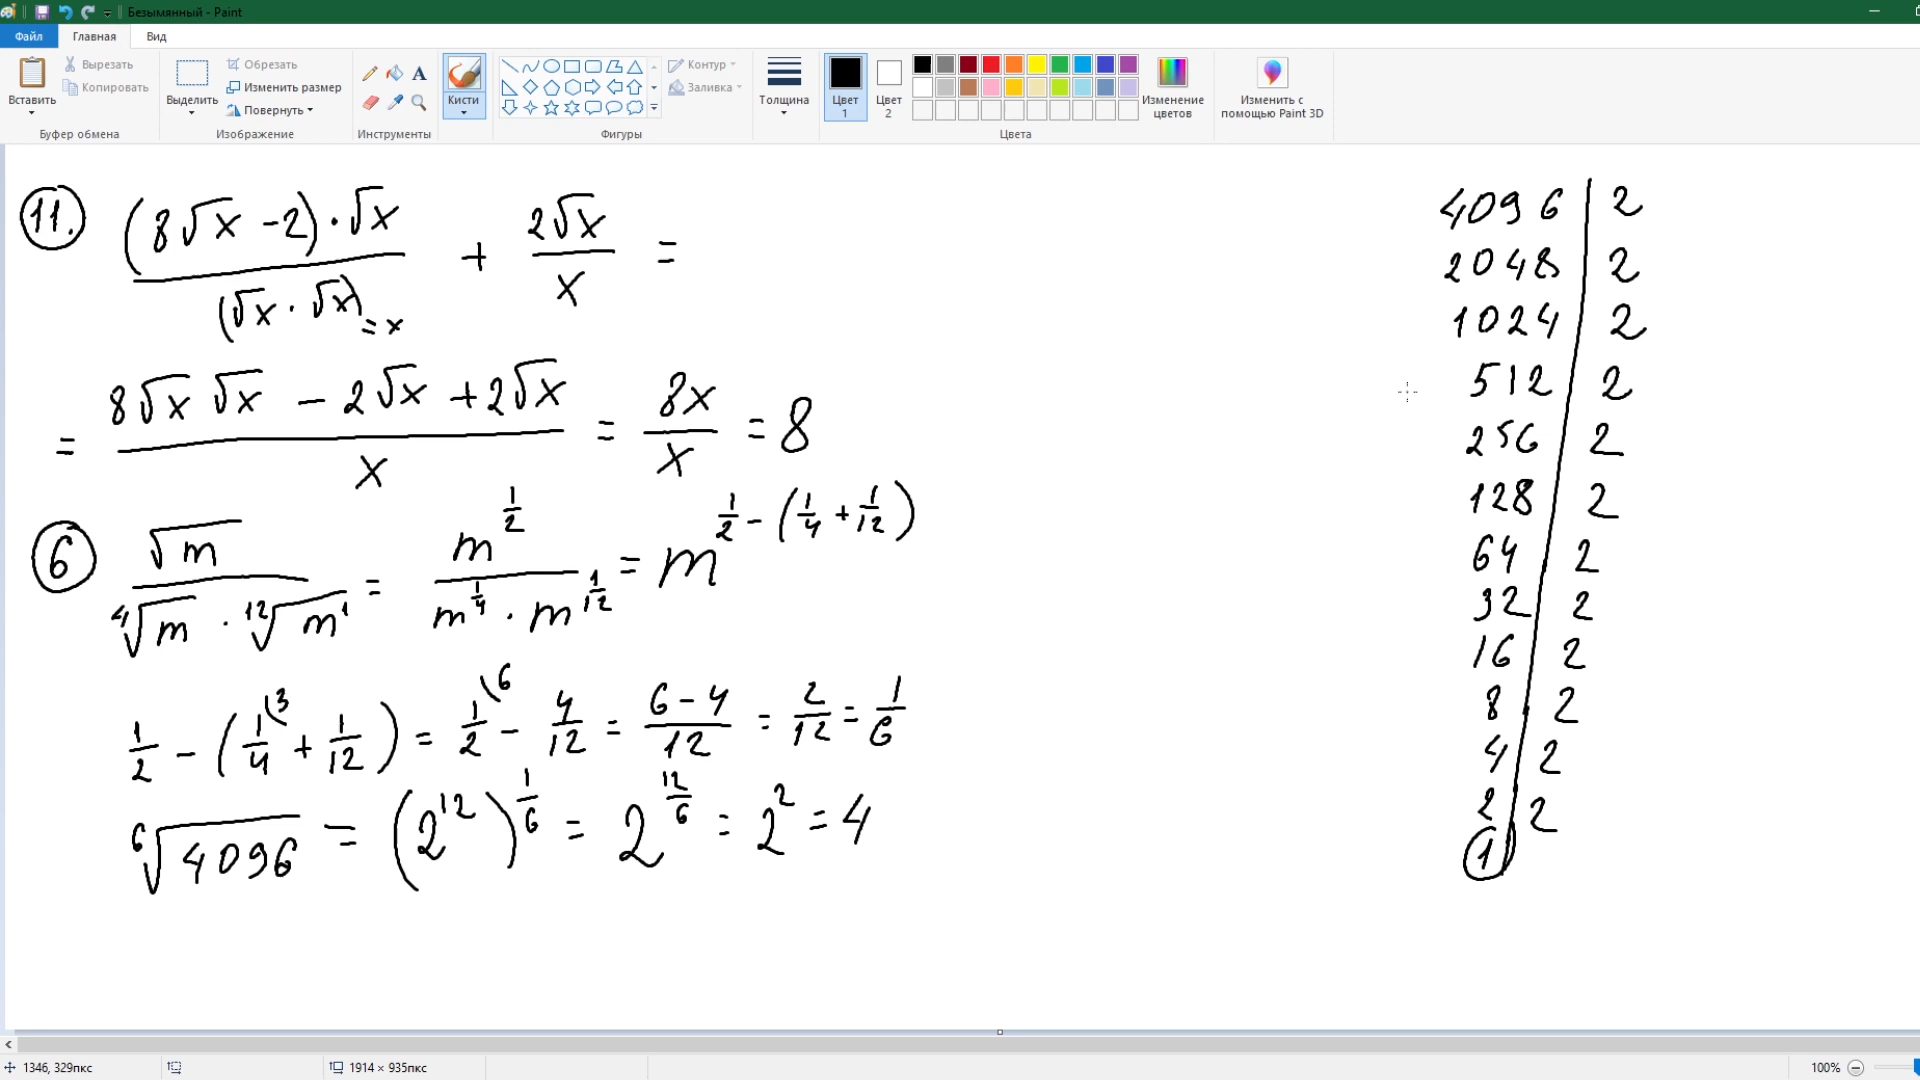 Безымянный - Paint
Файл Главная Вид
Вставить
Вырезать
Копировать
Буфер обмена
Выделить
Обрезать
Изменить размер
Повернуть
Изображение
A
Инструменты
Кисти
Контур
Заливка
Фигуры
Толщина
Цвет 1
Цвет 2
Изменение цветов
Цвета
Изменить с помощью Paint 3D
11. (8√x - 2) · √x / (√x · √x) = x + 2√x / x =
= 8√x √x - 2√x + 2√x / x = 8x / x = 8
6 √m / ⁴√m · ¹²√m¹ = m^(1/2) / m^(1/4) · m^(1/12) = m^(1/2 - (1/4 + 1/12))
1/2 - (1/4 (3 + 1/12) = 1/2 (6 - 4/12 = 6 - 4 / 12 = 2/12 = 1/6
⁶√4096 = (2^12)^(1/6) = 2^(12/6) = 2² = 4
4096 | 2
2048 | 2
1024 | 2
512 | 2
256 | 2
128 | 2
64 | 2
32 | 2
16 | 2
8 | 2
4 | 2
2 | 2
1
1346, 329пкс
1914 × 935пкс
100%